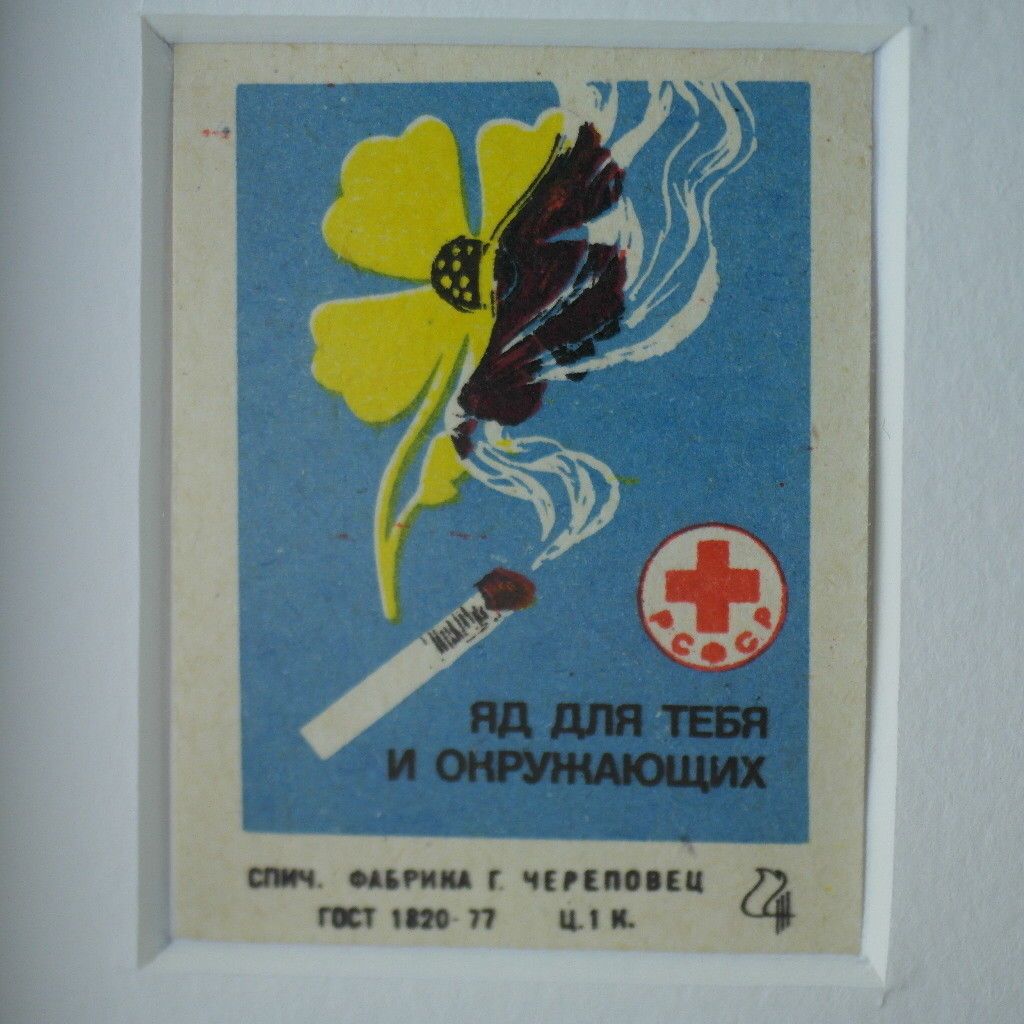 РСФСР
ЯД ДЛЯ ТЕБЯ
И ОКРУЖАЮЩИХ
СПИЧ. ФАБРИКА Г. ЧЕРЕПОВЕЦ
ГОСТ 1820-77 Ц. 1 К.